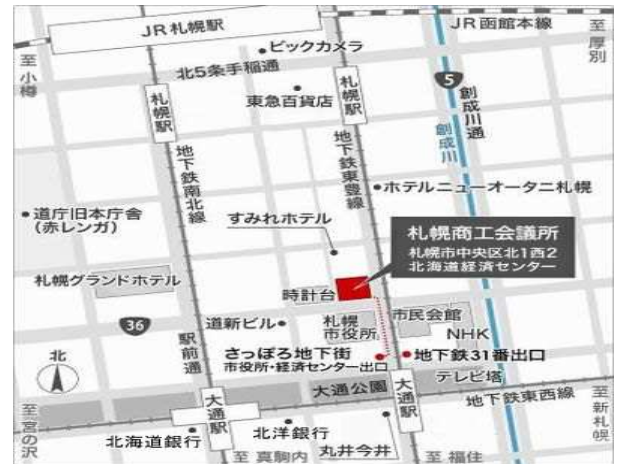 JR札幌駅
JR函館本線
至厚別
至小樽
ビックカメラ
北5条手稲通
5
札幌駅
東急百貨店
札幌駅
創成川通
創成川
地下鉄南北線
地下鉄東豊線
ホテルニューオータニ札幌
道庁旧本庁舎
(赤レンガ)
すみれホテル
札幌商工会議所
札幌市中央区北1西2
北海道経済センター
札幌グランドホテル
時計台
36
道新ビル
札幌
市役所
市民会館
NHK
駅前通
北
さっぽろ地下街
市役所・経済センター出口
地下鉄31番出口
テレビ塔
大通公園
地下鉄東西線
至宮の沢
大通駅
大通駅
至新札幌
北海道銀行
北洋銀行
丸井今井
至 真駒内
至 福住